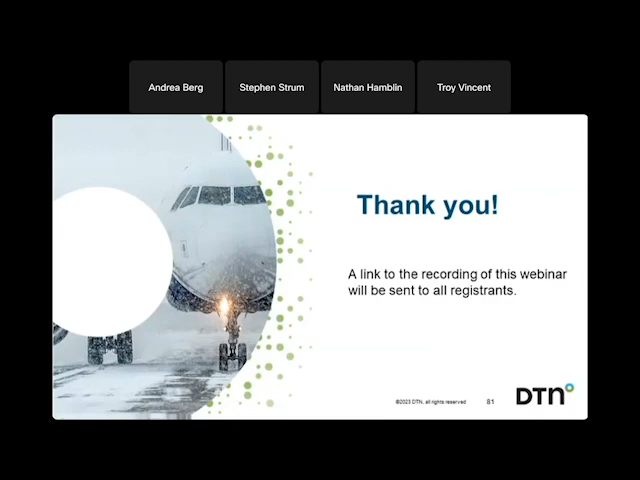 Andrea Berg
Stephen Strum
Nathan Hamblin
Troy Vincent
Thank you!
A link to the recording of this webinar
will be sent to all registrants.
©2023 DTN, all rights reserved
81
DTN